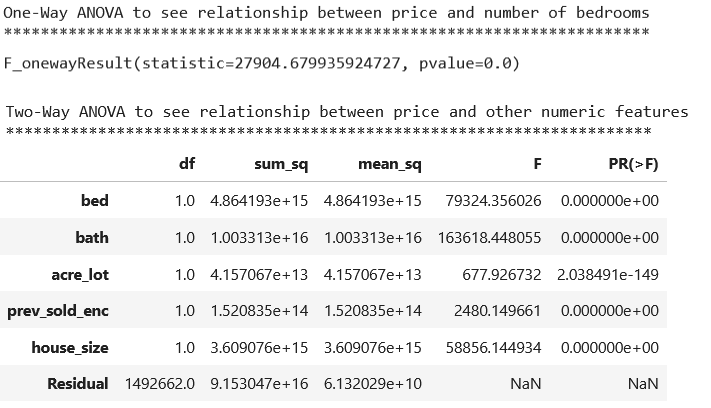 One-Way ANOVA to see relationship between price and number of bedrooms
**********************************************************************
F_onewayResult(statistic=27904.679935924727, pvalue=0.0)
Two-Way ANOVA to see relationship between price and other numeric features
**********************************************************************
df sum_sq mean_sq F PR(>F)
bed 1.0 4.864193e+15 4.864193e+15 79324.356026 0.000000e+00
bath 1.0 1.003313e+16 1.003313e+16 163618.448055 0.000000e+00
acre_lot 1.0 4.157067e+13 4.157067e+13 677.926732 2.038491e-149
prev_sold_enc 1.0 1.520835e+14 1.520835e+14 2480.149661 0.000000e+00
house_size 1.0 3.609076e+15 3.609076e+15 58856.144934 0.000000e+00
Residual 1492662.0 9.153047e+16 6.132029e+10 NaN NaN